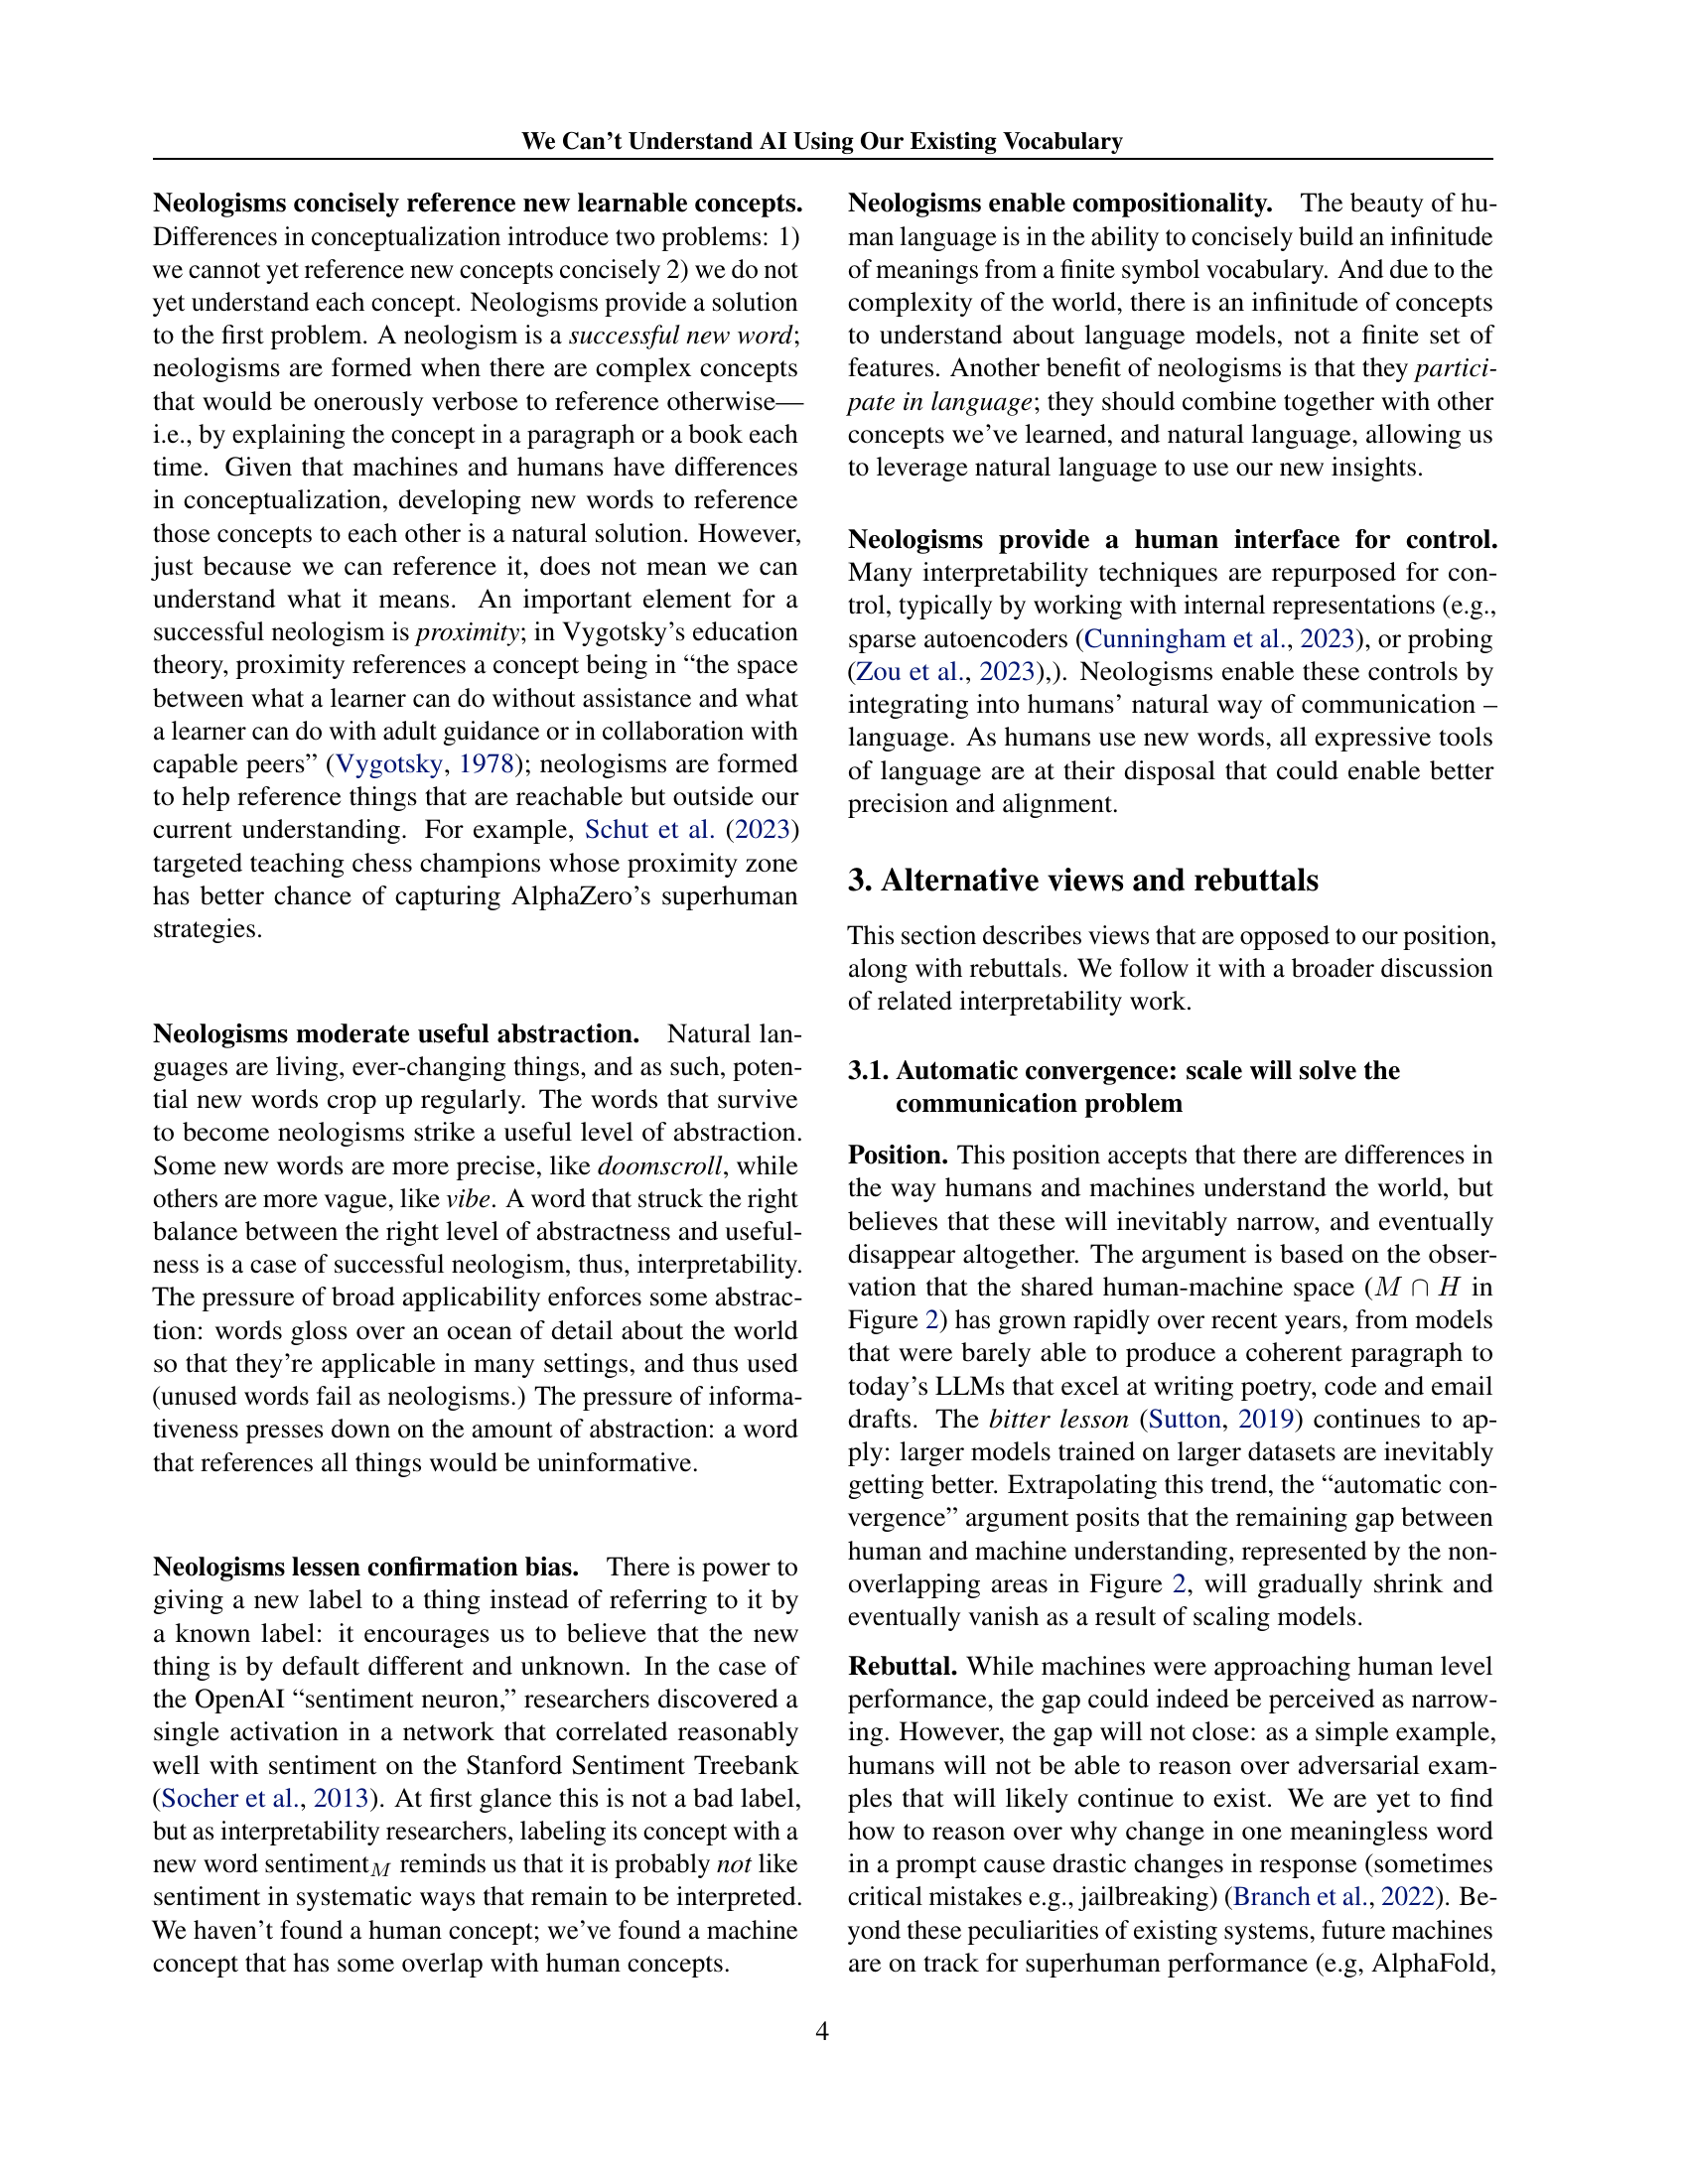 We Can't Understand AI Using Our Existing Vocabulary
Neologisms concisely reference new learnable concepts.
Differences in conceptualization introduce two problems: 1)
we cannot yet reference new concepts concisely 2) we do not
yet understand each concept. Neologisms provide a solution
to the first problem. A neologism is a successful new word;
neologisms are formed when there are complex concepts
that would be onerously verbose to reference otherwise—
i.e., by explaining the concept in a paragraph or a book each
time. Given that machines and humans have differences
in conceptualization, developing new words to reference
those concepts to each other is a natural solution. However,
just because we can reference it, does not mean we can
understand what it means. An important element for a
successful neologism is proximity; in Vygotsky's education
theory, proximity references a concept being in “the space
between what a learner can do without assistance and what
a learner can do with adult guidance or in collaboration with
capable peers” (Vygotsky, 1978); neologisms are formed
to help reference things that are reachable but outside our
current understanding. For example, Schut et al. (2023)
targeted teaching chess champions whose proximity zone
has better chance of capturing AlphaZero's superhuman
strategies.
Neologisms moderate useful abstraction. Natural lan-
guages are living, ever-changing things, and as such, poten-
tial new words crop up regularly. The words that survive
to become neologisms strike a useful level of abstraction.
Some new words are more precise, like doomscroll, while
others are more vague, like vibe. A word that struck the right
balance between the right level of abstractness and useful-
ness is a case of successful neologism, thus, interpretability.
The pressure of broad applicability enforces some abstrac-
tion: words gloss over an ocean of detail about the world
so that they're applicable in many settings, and thus used
(unused words fail as neologisms.) The pressure of informa-
tiveness presses down on the amount of abstraction: a word
that references all things would be uninformative.
Neologisms lessen confirmation bias. There is power to
giving a new label to a thing instead of referring to it by
a known label: it encourages us to believe that the new
thing is by default different and unknown. In the case of
the OpenAI “sentiment neuron,” researchers discovered a
single activation in a network that correlated reasonably
well with sentiment on the Stanford Sentiment Treebank
(Socher et al., 2013). At first glance this is not a bad label,
but as interpretability researchers, labeling its concept with a
new word sentiment_M reminds us that it is probably not like
sentiment in systematic ways that remain to be interpreted.
We haven't found a human concept; we've found a machine
concept that has some overlap with human concepts.
Neologisms enable compositionality. The beauty of hu-
man language is in the ability to concisely build an infinitude
of meanings from a finite symbol vocabulary. And due to the
complexity of the world, there is an infinitude of concepts
to understand about language models, not a finite set of
features. Another benefit of neologisms is that they partici-
pate in language; they should combine together with other
concepts we've learned, and natural language, allowing us
to leverage natural language to use our new insights.
Neologisms provide a human interface for control.
Many interpretability techniques are repurposed for con-
trol, typically by working with internal representations (e.g.,
sparse autoencoders (Cunningham et al., 2023), or probing
(Zou et al., 2023),). Neologisms enable these controls by
integrating into humans' natural way of communication –
language. As humans use new words, all expressive tools
of language are at their disposal that could enable better
precision and alignment.
3. Alternative views and rebuttals
This section describes views that are opposed to our position,
along with rebuttals. We follow it with a broader discussion
of related interpretability work.
3.1. Automatic convergence: scale will solve the
communication problem
Position. This position accepts that there are differences in
the way humans and machines understand the world, but
believes that these will inevitably narrow, and eventually
disappear altogether. The argument is based on the obser-
vation that the shared human-machine space (M ∩ H in
Figure 2) has grown rapidly over recent years, from models
that were barely able to produce a coherent paragraph to
today's LLMs that excel at writing poetry, code and email
drafts. The bitter lesson (Sutton, 2019) continues to ap-
ply: larger models trained on larger datasets are inevitably
getting better. Extrapolating this trend, the “automatic con-
vergence” argument posits that the remaining gap between
human and machine understanding, represented by the non-
overlapping areas in Figure 2, will gradually shrink and
eventually vanish as a result of scaling models.
Rebuttal. While machines were approaching human level
performance, the gap could indeed be perceived as narrow-
ing. However, the gap will not close: as a simple example,
humans will not be able to reason over adversarial exam-
ples that will likely continue to exist. We are yet to find
how to reason over why change in one meaningless word
in a prompt cause drastic changes in response (sometimes
critical mistakes e.g., jailbreaking) (Branch et al., 2022). Be-
yond these peculiarities of existing systems, future machines
are on track for superhuman performance (e.g, AlphaFold,
4